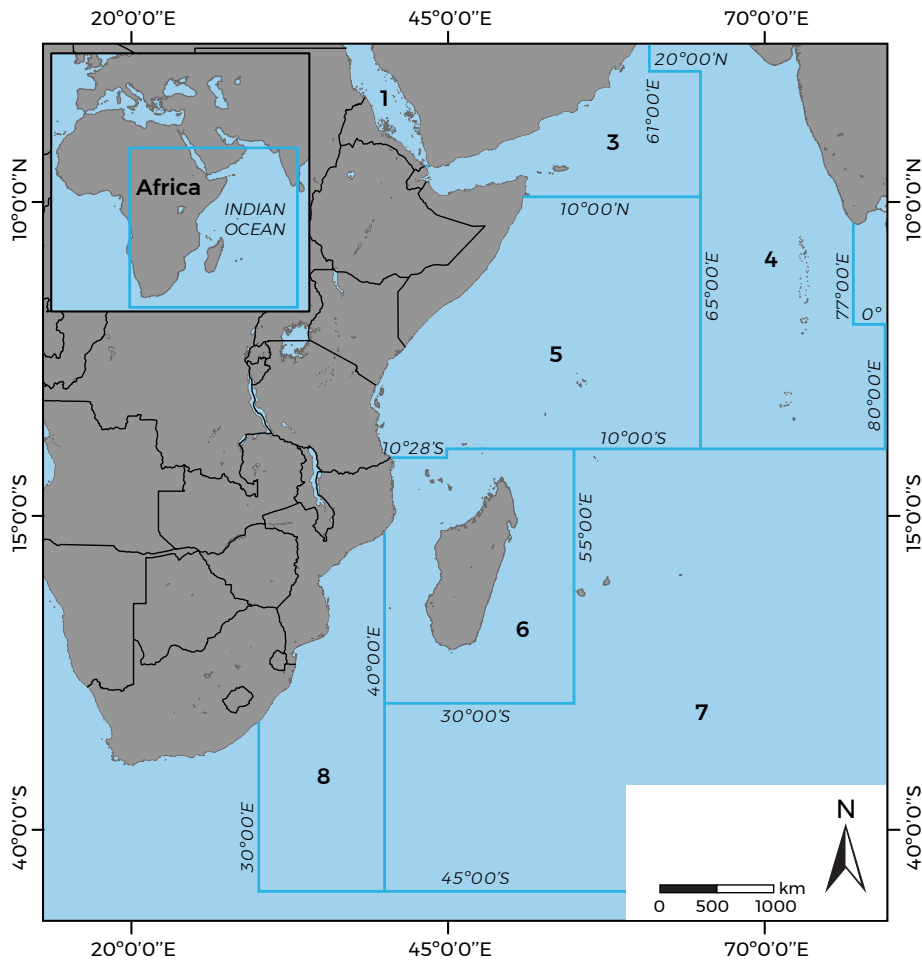 20°0'0''E 45°0'0''E 70°0'0''E
20°00'N
1
61°00'E
3
Africa
INDIAN
OCEAN
10°0'0''N
10°00'N
10°0'0''N
4
65°00'E
77°00'E
0°
5
80°00'E
10°28'S
10°00'S
15°0'0''S
55°00'E
15°0'0''S
6
40°00'E
30°00'S
7
8
30°00'E
40°0'0''S
N
40°0'0''S
45°00'S
km
0 500 1000
20°0'0''E 45°0'0''E 70°0'0''E